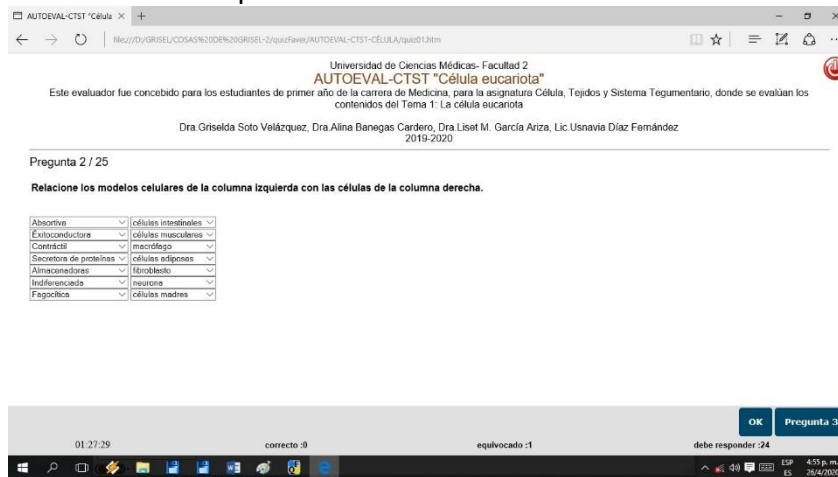 AUTOEVAL-CTST "Célula
file:///D:/GRISEL/COSAS%20DE%20GRISEL-2/quizFaver/AUTOEVAL-CTST-CÉLULA/quiz01.htm
Universidad de Ciencias Médicas- Facultad 2
AUTOEVAL-CTST "Célula eucariota"
Este evaluador fue concebido para los estudiantes de primer año de la carrera de Medicina, para la asignatura Célula, Tejidos y Sistema Tegumentario, donde se evalúan los
contenidos del Tema 1: La célula eucariota
Dra.Griselda Soto Velázquez, Dra.Alina Banegas Cardero, Dra.Liset M. García Ariza, Lic.Usnavia Díaz Fernández
2019-2020
Pregunta 2 / 25
Relacione los modelos celulares de la columna izquierda con las células de la columna derecha.
Absortiva células intestinales
Éxitoconductora células musculares
Contráctil macrófago
Secretora de proteínas células adiposas
Almacenadoras fibroblasto
Indiferenciada neurona
Fagocítica células madres
OK Pregunta 3
01:27:29 correcto :0 equivocado :1 debe responder :24
ESP 4:55 p. m.
ES 26/4/2020